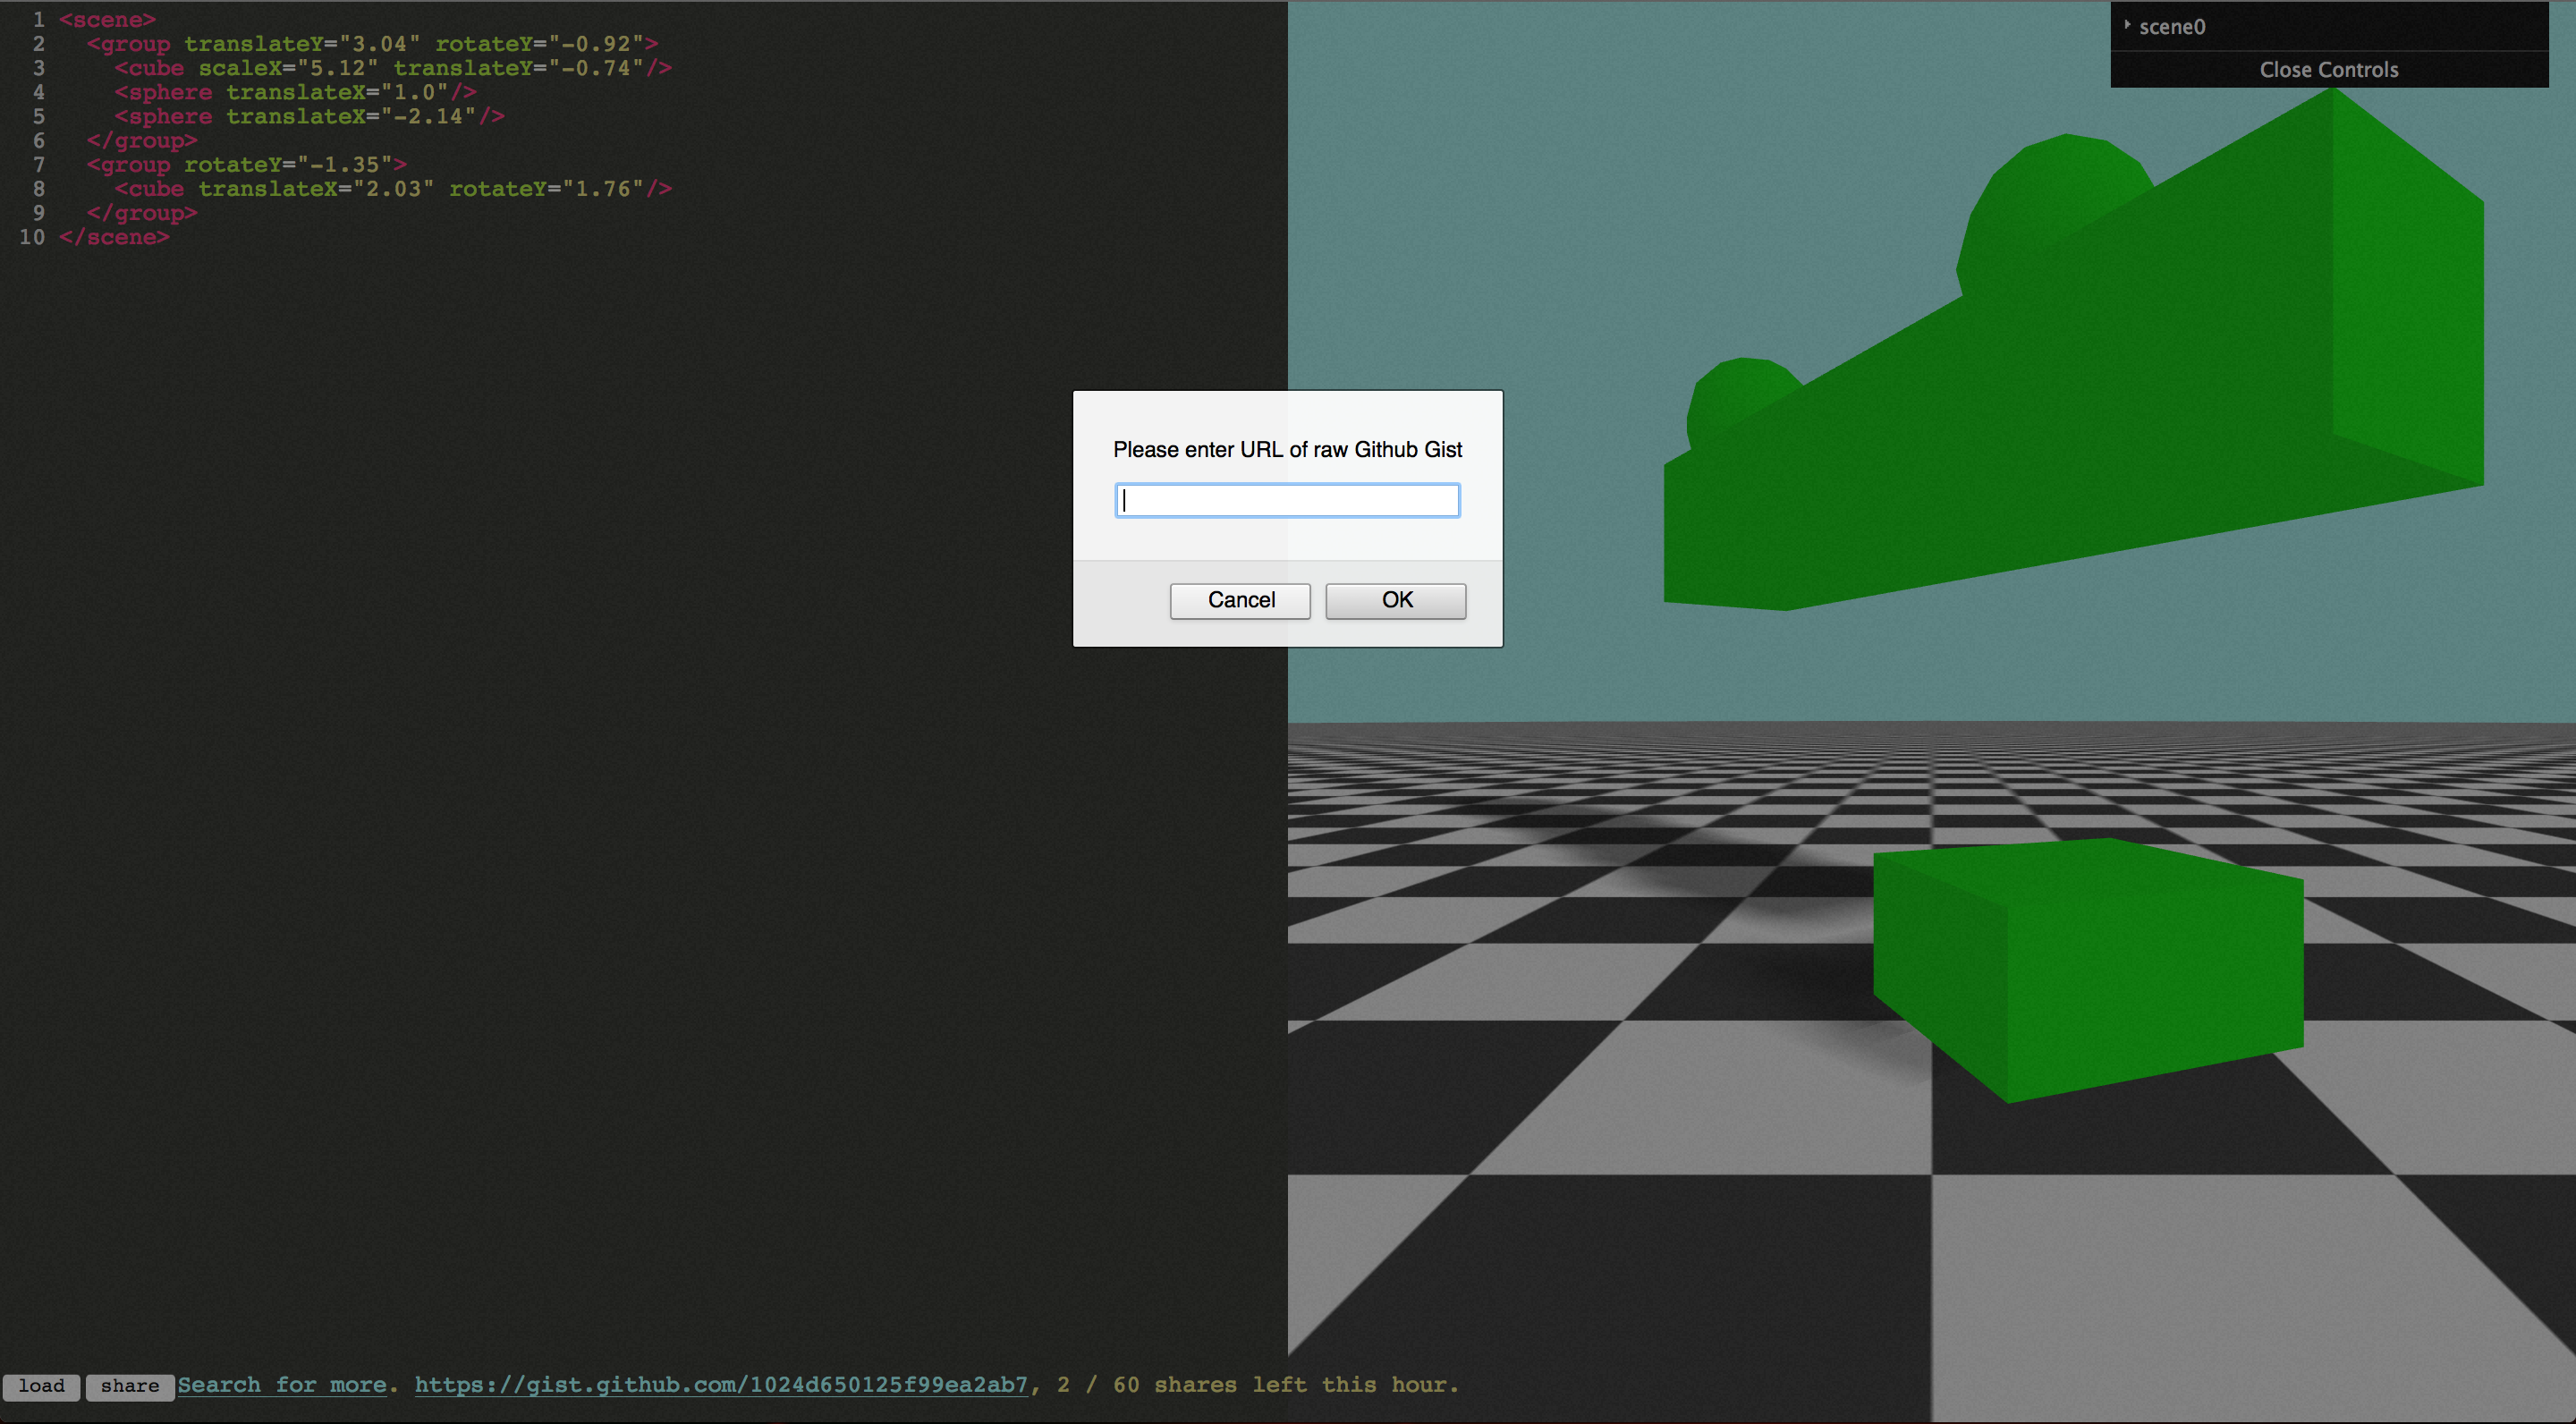 1 <scene>
2   <group translateY="3.04" rotateY="-0.92">
3     <cube scaleX="5.12" translateY="-0.74"/>
4     <sphere translateX="1.0"/>
5     <sphere translateX="-2.14"/>
6   </group>
7   <group rotateY="-1.35">
8     <cube translateX="2.03" rotateY="1.76"/>
9   </group>
10 </scene>
scene0
Close Controls
Please enter URL of raw Github Gist
Cancel OK
load share Search for more. https://gist.github.com/1024d650125f99ea2ab7, 2 / 60 shares left this hour.